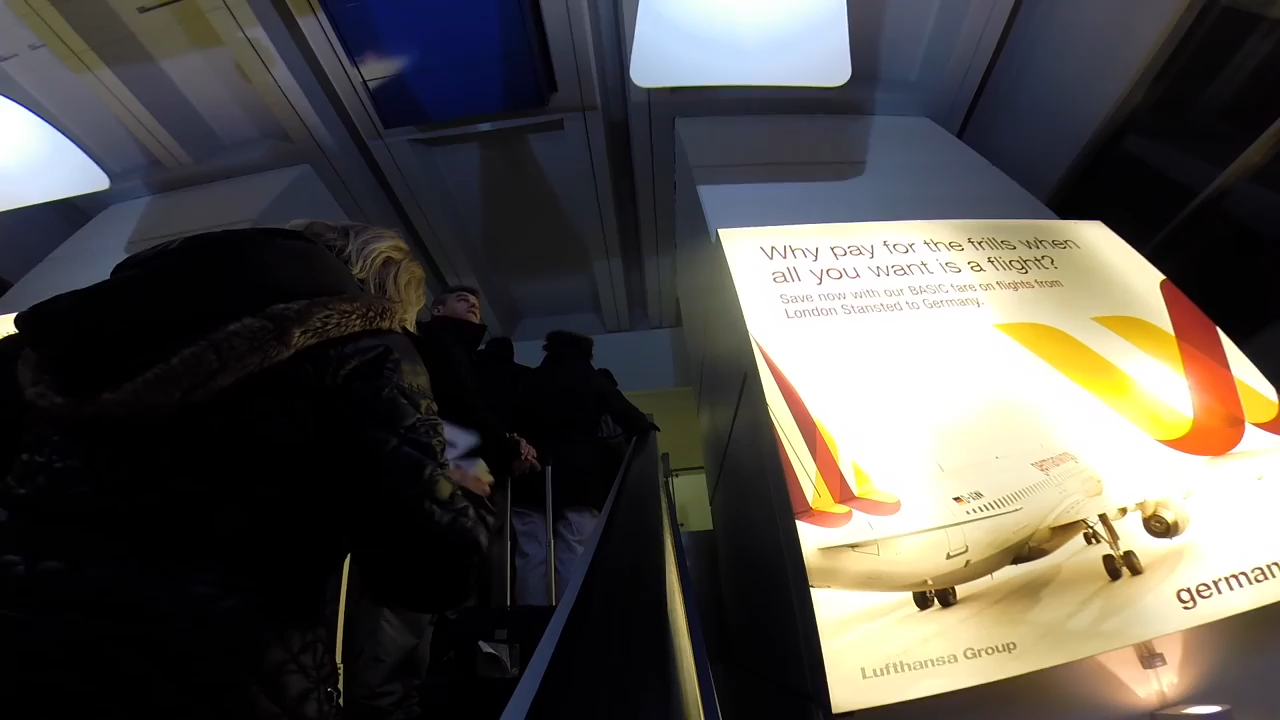 Why pay for the frills when
all you want is a flight?
Save now with our BASIC fare on flights from
London Stansted to Germany.
germanwings
german
Lufthansa Group